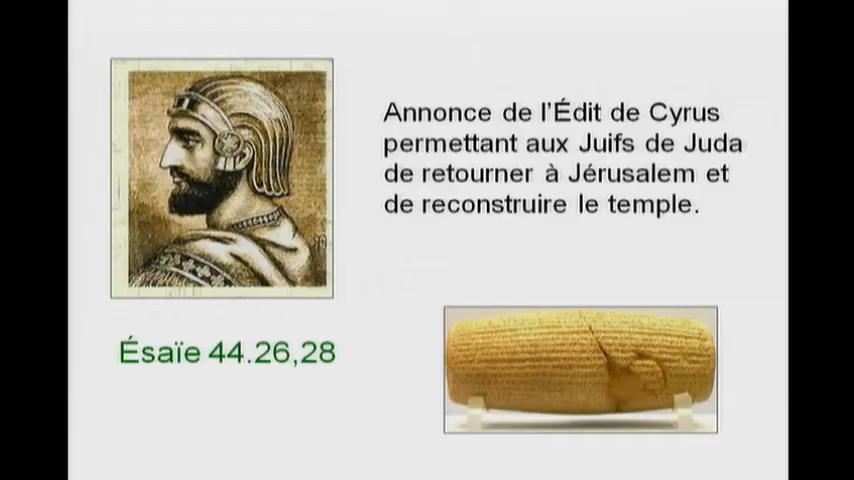 Annonce de l'Édit de Cyrus
permettant aux Juifs de Juda
de retourner à Jérusalem et
de reconstruire le temple.
Ésaïe 44.26,28